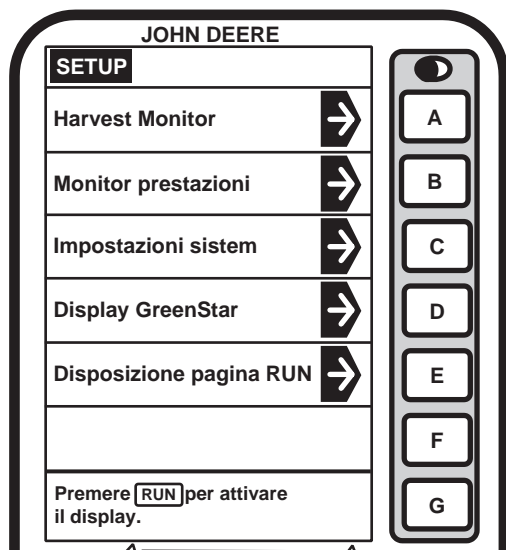 JOHN DEERE
SETUP
Harvest Monitor
A
Monitor prestazioni
B
Impostazioni sistem
C
Display GreenStar
D
Disposizione pagina RUN
E
F
Premere RUN per attivare
il display.
G